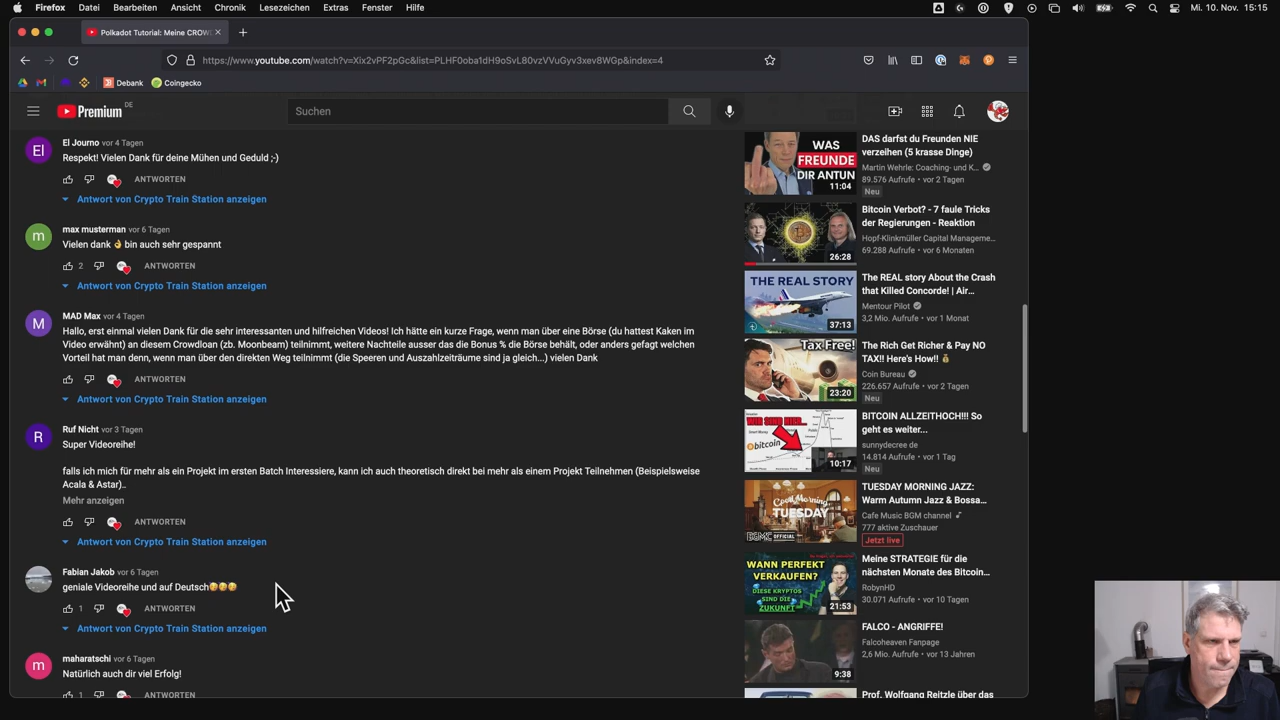 Firefox Datei Bearbeiten Ansicht Chronik Lesezeichen Extras Fenster Hilfe Mi. 10. Nov. 15:15
Polkadot Tutorial: Meine CROWD
https://www.youtube.com/watch?v=Xix2vPF2pGc&list=PLHF0oba1dH9oSvL80vzVVuGyv3xev8WGp&index=4
Debank Coingecko
Premium DE
Suchen
El Journo vor 4 Tagen
Respekt! Vielen Dank für deine Mühen und Geduld ;-)
ANTWORTEN
Antwort von Crypto Train Station anzeigen
max musterman vor 6 Tagen
Vielen dank 👌 bin auch sehr gespannt
2 ANTWORTEN
Antwort von Crypto Train Station anzeigen
MAD Max vor 4 Tagen
Hallo, erst einmal vielen Dank für die sehr interessanten und hilfreichen Videos! Ich hätte ein kurze Frage, wenn man über eine Börse (du hattest Kaken im
Video erwähnt) an diesem Crowdloan (zb. Moonbeam) teilnimmt, weitere Nachteile ausser das die Bonus % die Börse behält, oder anders gefagt welchen
Vorteil hat man denn, wenn man über den direkten Weg teilnimmt (die Speeren und Auszahlzeiträume sind ja gleich...) vielen Dank
ANTWORTEN
Antwort von Crypto Train Station anzeigen
Ruf Nicht vor 3 Tagen
Super Videoreihe!
falls ich mich für mehr als ein Projekt im ersten Batch Interessiere, kann ich auch theoretisch direkt bei mehr als einem Projekt Teilnehmen (Beispielsweise
Acala & Astar)..
Mehr anzeigen
ANTWORTEN
Antwort von Crypto Train Station anzeigen
Fabian Jakob vor 6 Tagen
geniale Videoreihe und auf Deutsch
1 ANTWORTEN
Antwort von Crypto Train Station anzeigen
maharatschi vor 6 Tagen
Natürlich auch dir viel Erfolg!
1 ANTWORTEN
WAS
FREUNDE
DIR ANTUN
11:04
DAS darfst du Freunden NIE
verzeihen (5 krasse Dinge)
Martin Wehrle: Coaching- und K...
89.576 Aufrufe • vor 2 Tagen
Neu
26:28
Bitcoin Verbot? - 7 faule Tricks
der Regierungen - Reaktion
Hopf-Klinkmüller Capital Manageme...
69.288 Aufrufe • vor 6 Monaten
THE REAL STORY
37:13
The REAL story About the Crash
that Killed Concorde! | Air...
Mentour Pilot
3,2 Mio. Aufrufe • vor 1 Monat
Tax Free!
23:20
The Rich Get Richer & Pay NO
TAX!! Here's How!! 💰
Coin Bureau
226.657 Aufrufe • vor 2 Tagen
Neu
WIR SIND HIER...
bitcoin
10:17
BITCOIN ALLZEITHOCH!!! So
geht es weiter...
sunnydecree de
14.814 Aufrufe • vor 1 Tag
Neu
Good Morning
TUESDAY
OFFICIAL
TUESDAY MORNING JAZZ:
Warm Autumn Jazz & Bossa...
Cafe Music BGM channel
777 aktive Zuschauer
Jetzt live
WANN PERFEKT
VERKAUFEN?
DIESE KRYPTOS
SIND DIE
ZUKUNFT
21:53
Meine STRATEGIE für die
nächsten Monate des Bitcoin...
RobynHD
30.071 Aufrufe • vor 10 Tagen
9:38
FALCO - ANGRIFFE!
Falcoheaven Fanpage
2,6 Mio. Aufrufe • vor 13 Jahren
Prof. Wolfgang Reitzle über das